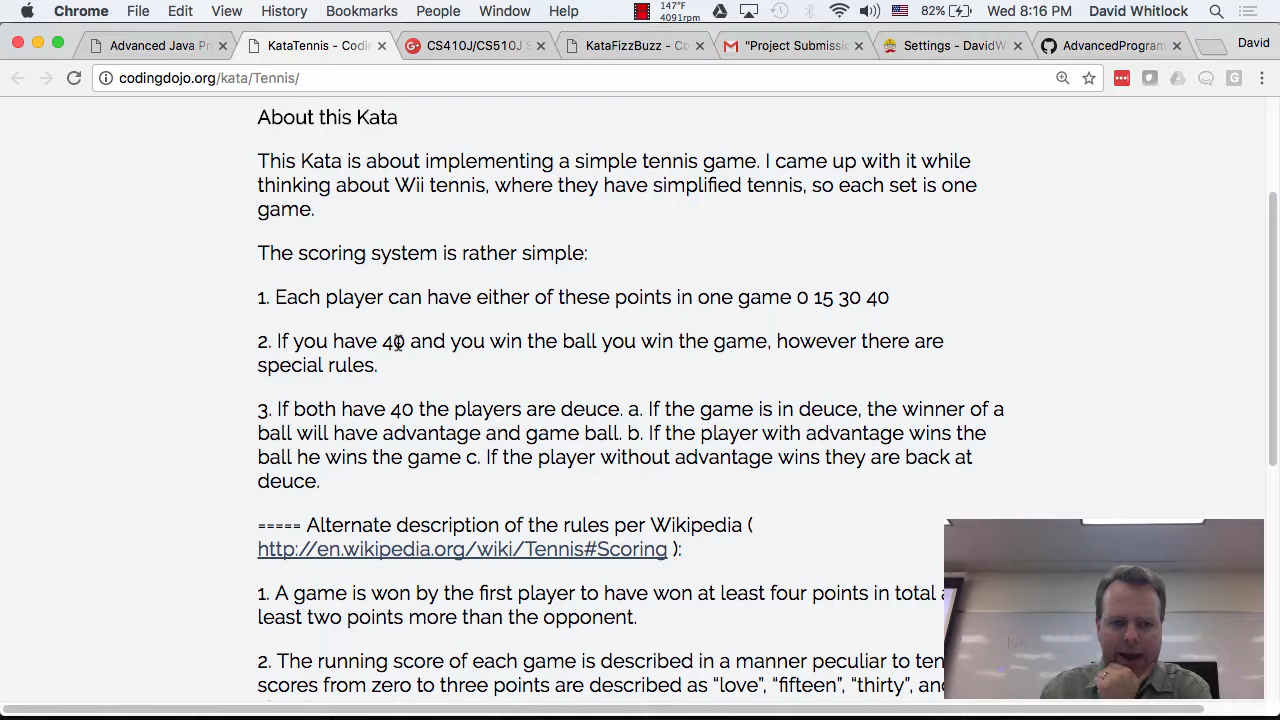 Chrome File Edit View History Bookmarks People Window Help 147°F 4091rpm 82% Wed 8:16 PM David Whitlock
Advanced Java Pr KataTennis - Codin CS410J/CS510J S KataFizzBuzz - Co "Project Submissio Settings - DavidW AdvancedProgram David
codingdojo.org/kata/Tennis/
About this Kata
This Kata is about implementing a simple tennis game. I came up with it while
thinking about Wii tennis, where they have simplified tennis, so each set is one
game.
The scoring system is rather simple:
1. Each player can have either of these points in one game 0 15 30 40
2. If you have 40 and you win the ball you win the game, however there are
special rules.
3. If both have 40 the players are deuce. a. If the game is in deuce, the winner of a
ball will have advantage and game ball. b. If the player with advantage wins the
ball he wins the game c. If the player without advantage wins they are back at
deuce.
===== Alternate description of the rules per Wikipedia (
http://en.wikipedia.org/wiki/Tennis#Scoring ):
1. A game is won by the first player to have won at least four points in total a
least two points more than the opponent.
2. The running score of each game is described in a manner peculiar to ten
scores from zero to three points are described as “love”, “fifteen”, “thirty”, and